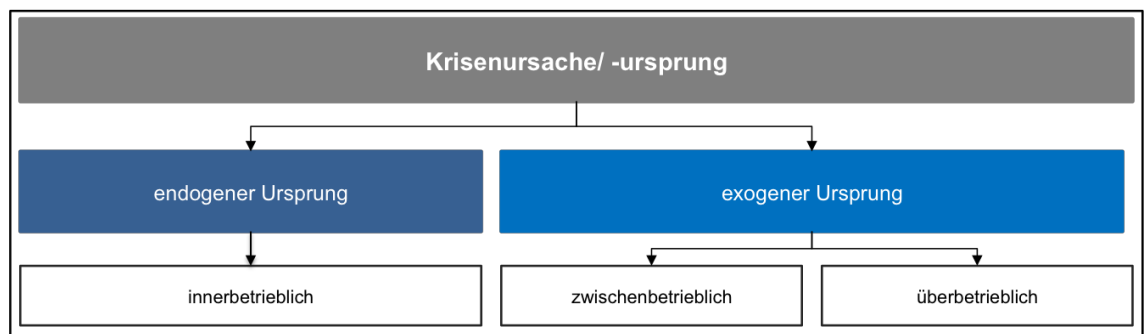 Krisenursache/ -ursprung
endogener Ursprung
exogener Ursprung
innerbetrieblich
zwischenbetrieblich
überbetrieblich